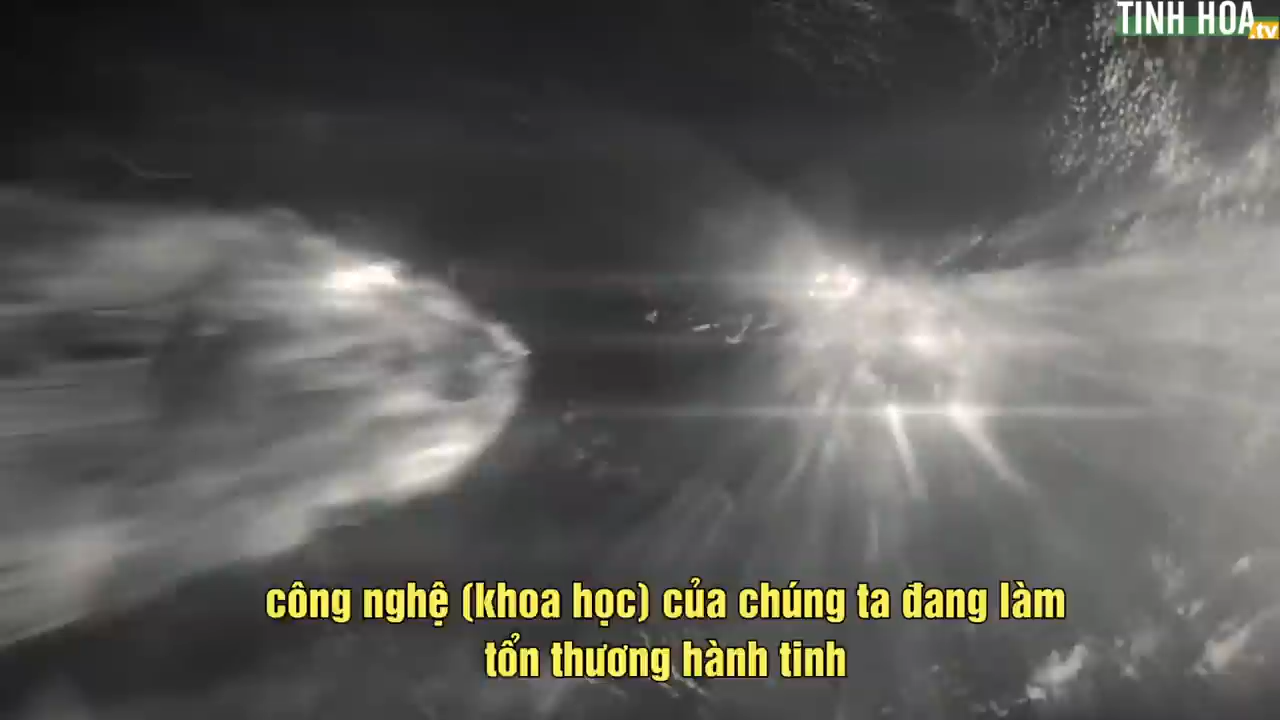 TINH HOA
.tv
công nghệ (khoa học) của chúng ta đang làm
tổn thương hành tinh